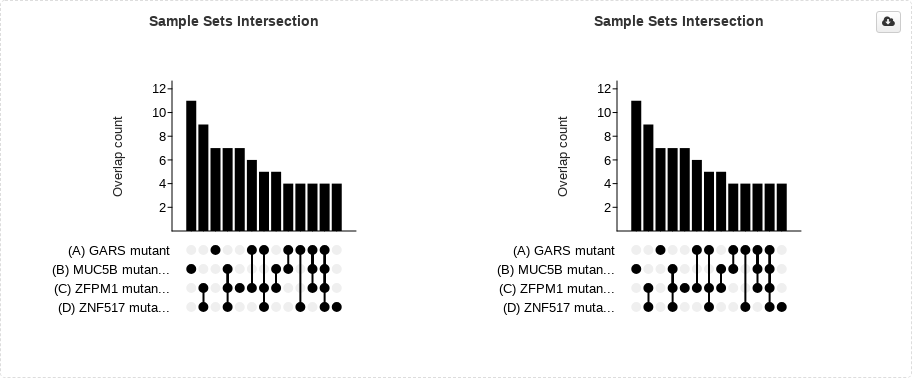 Sample Sets Intersection
12
10
8
6
4
2
Overlap count
(A) GARS mutant
(B) MUC5B mutan...
(C) ZFPM1 mutan...
(D) ZNF517 muta...
Sample Sets Intersection
12
10
8
6
4
2
Overlap count
(A) GARS mutant
(B) MUC5B mutan...
(C) ZFPM1 mutan...
(D) ZNF517 muta...